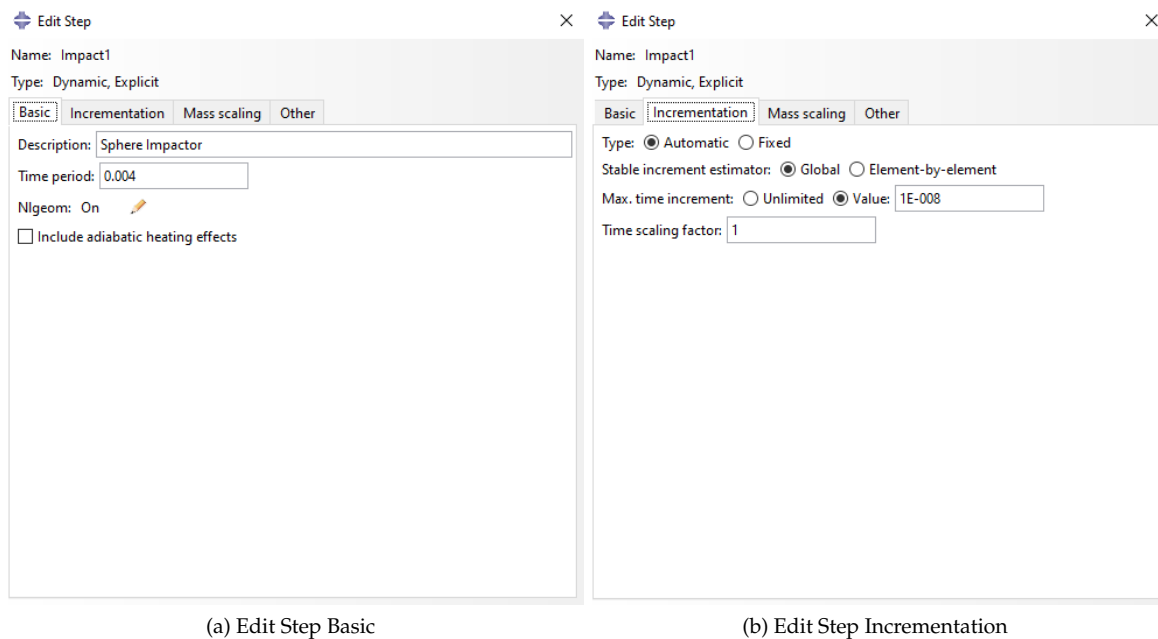 Edit Step
Name: Impact1
Type: Dynamic, Explicit
Basic Incrementation Mass scaling Other
Description: Sphere Impactor
Time period: 0.004
Nlgeom: On
Include adiabatic heating effects
(a) Edit Step Basic
Edit Step
Name: Impact1
Type: Dynamic, Explicit
Basic Incrementation Mass scaling Other
Type: Automatic Fixed
Stable increment estimator: Global Element-by-element
Max. time increment: Unlimited Value: 1E-008
Time scaling factor: 1
(b) Edit Step Incrementation